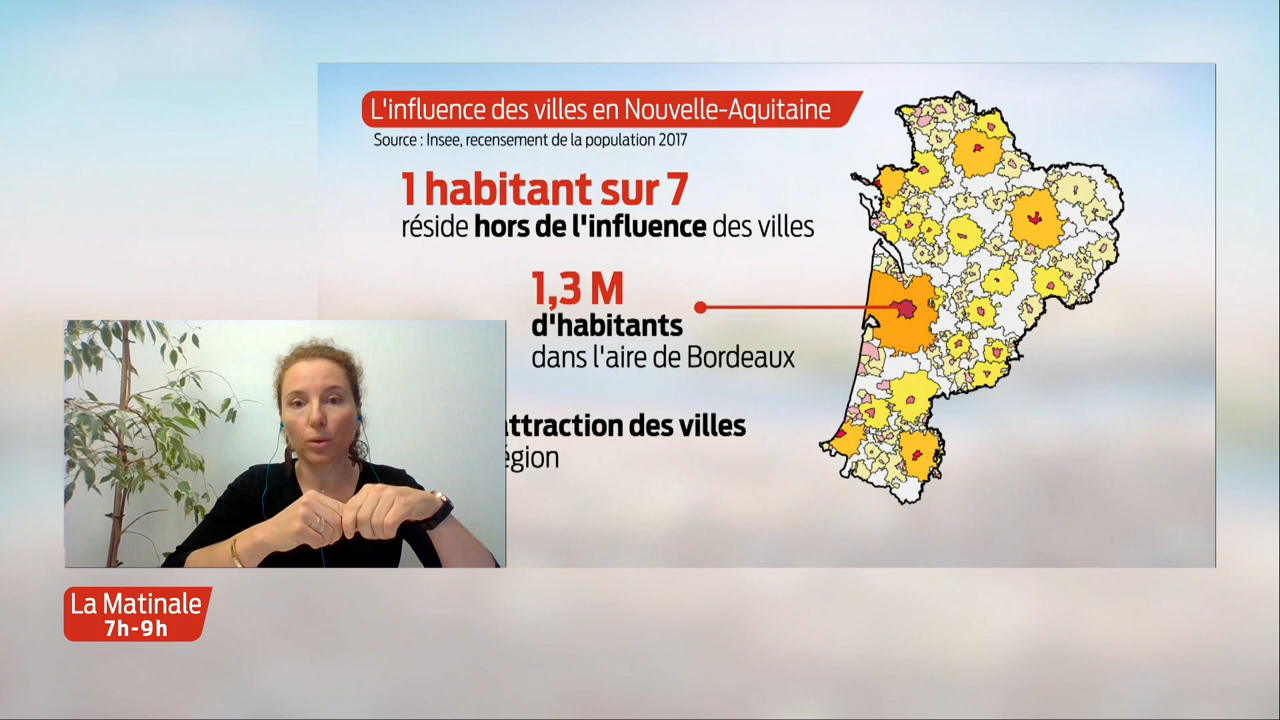 L'influence des villes en Nouvelle-Aquitaine
Source : Insee, recensement de la population 2017
1 habitant sur 7
réside hors de l'influence des villes
1,3 M
d'habitants
dans l'aire de Bordeaux
attraction des villes
égion
La Matinale
7h-9h